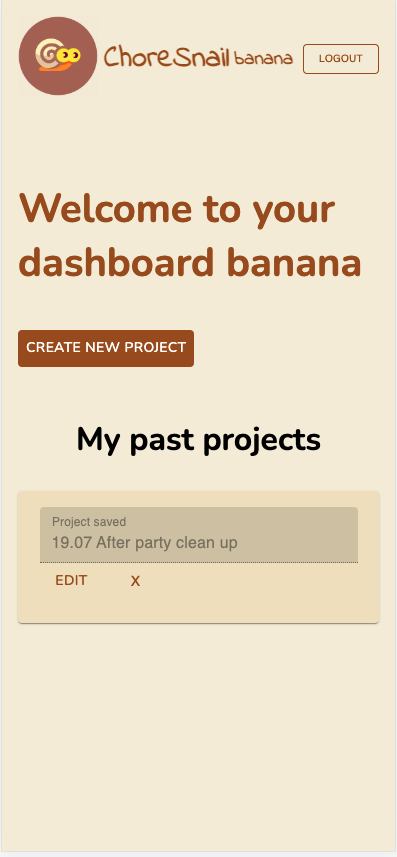 ChoreSnail banana
LOGOUT
Welcome to your
dashboard banana
CREATE NEW PROJECT
My past projects
Project saved
19.07 After party clean up
EDIT X